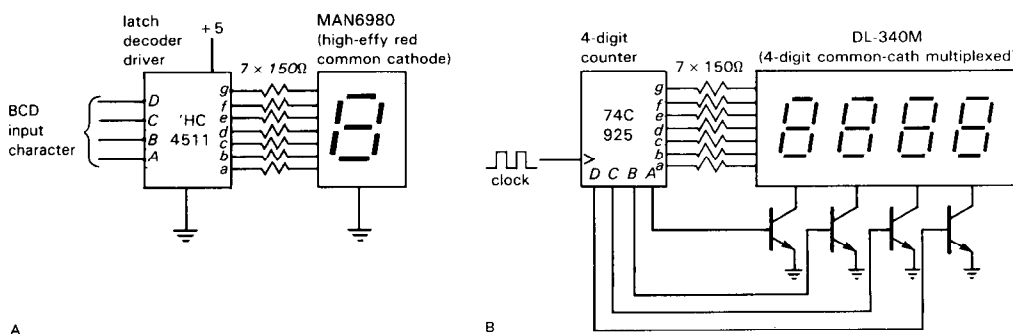 latch
decoder
driver
+5
MAN6980
(high-effy red
common cathode)
7 × 150Ω
BCD
input
character
D
C
B
A
'HC
4511
g
f
e
d
c
b
a
A
4-digit
counter
DL-340M
(4-digit common-cath multiplexed)
7 × 150Ω
74C
925
g
f
e
d
c
b
a
clock
D C B A
B